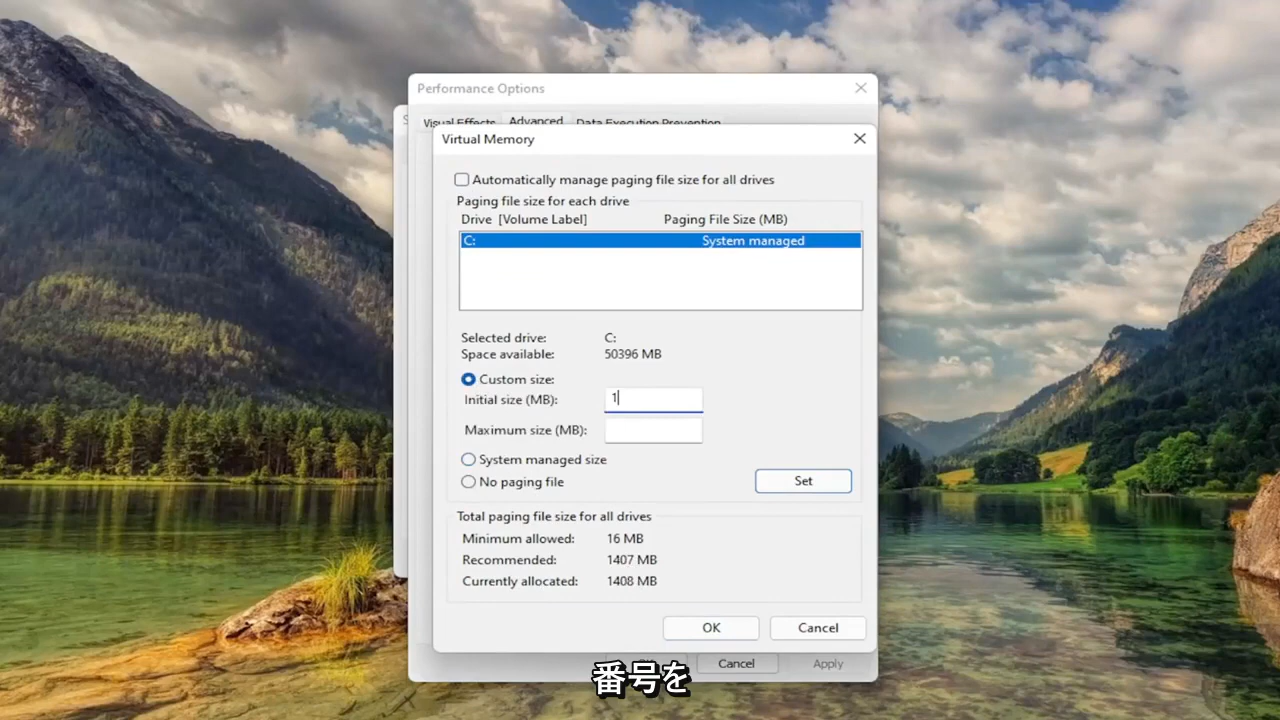 Performance Options
Visual Effects Advanced Data Execution Prevention
Virtual Memory
Automatically manage paging file size for all drives
Paging file size for each drive
Drive [Volume Label] Paging File Size (MB)
C: System managed
Selected drive: C:
Space available: 50396 MB
Custom size:
Initial size (MB): 1
Maximum size (MB):
System managed size
No paging file
Set
Total paging file size for all drives
Minimum allowed: 16 MB
Recommended: 1407 MB
Currently allocated: 1408 MB
OK Cancel
Cancel Apply
番号を